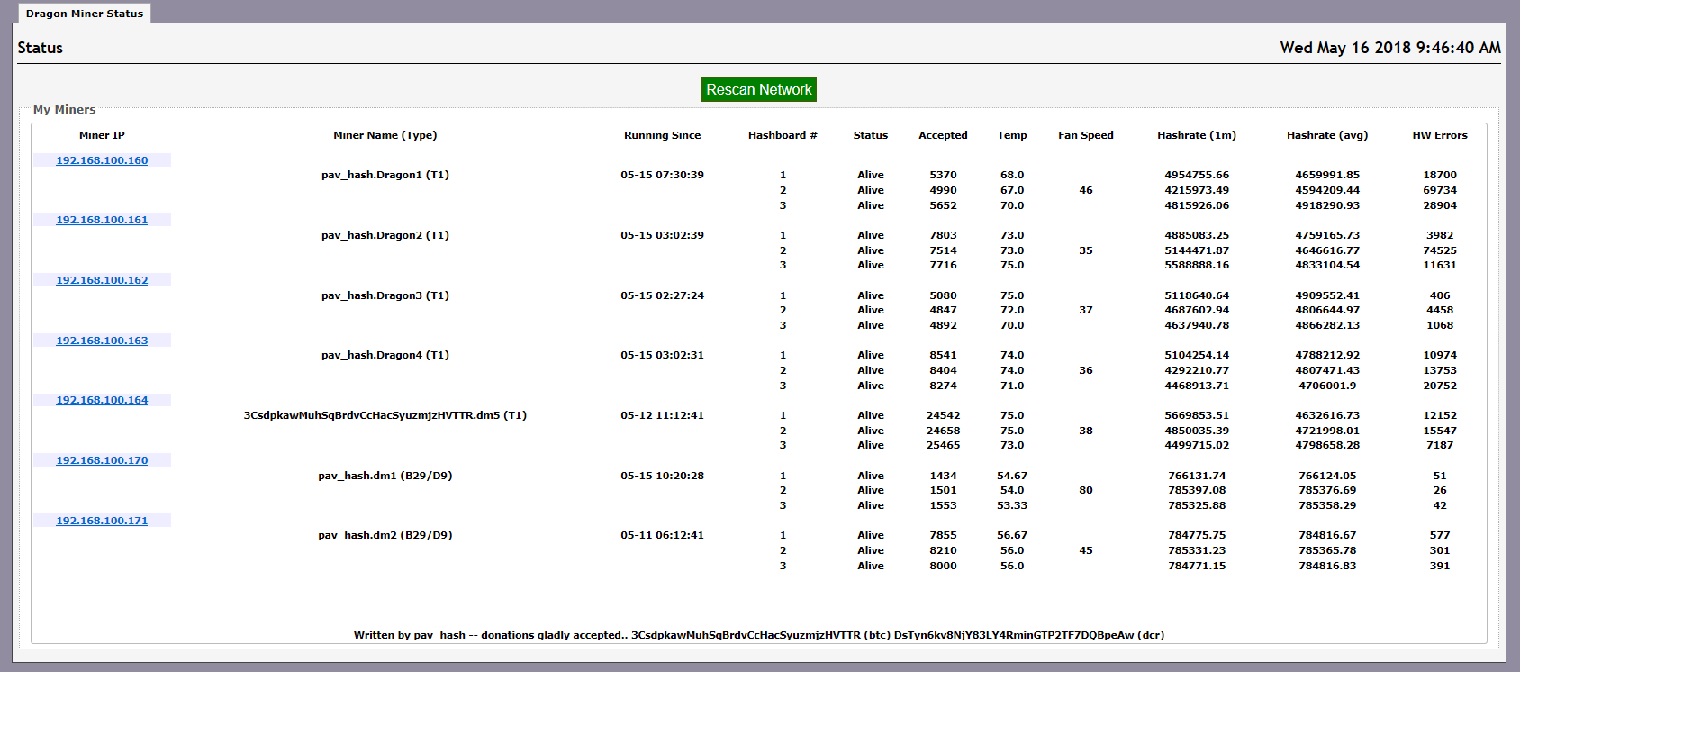 Dragon Miner Status
Status Wed May 16 2018 9:46:40 AM
Rescan Network
My Miners
Miner IP Miner Name (Type) Running Since Hashboard # Status Accepted Temp Fan Speed Hashrate (1m) Hashrate (avg) HW Errors
192.168.100.160
pav_hash.Dragon1 (T1) 05-15 07:30:39 1 Alive 5370 68.0 4954755.66 4659991.85 18700
2 Alive 4990 67.0 46 4215973.49 4594209.44 69734
3 Alive 5652 70.0 4815926.06 4918290.93 28904
192.168.100.161
pav_hash.Dragon2 (T1) 05-15 03:02:39 1 Alive 7803 73.0 4885083.25 4759165.73 3982
2 Alive 7514 73.0 35 5144471.87 4646616.77 74525
3 Alive 7716 75.0 5588888.16 4833104.54 11631
192.168.100.162
pav_hash.Dragon3 (T1) 05-15 02:27:24 1 Alive 5080 75.0 5118640.64 4909552.41 406
2 Alive 4847 72.0 37 4687602.94 4806644.97 4458
3 Alive 4892 70.0 4637940.78 4866282.13 1068
192.168.100.163
pav_hash.Dragon4 (T1) 05-15 03:02:31 1 Alive 8541 74.0 5104254.14 4788212.92 10974
2 Alive 8404 74.0 36 4292210.77 4807471.43 13753
3 Alive 8274 71.0 4468913.71 4706001.9 20752
192.168.100.164
3CsdpkawMuhSqBrdvCcHacSyuzmjzHVTTR.dm5 (T1) 05-12 11:12:41 1 Alive 24542 75.0 5669853.51 4632616.73 12152
2 Alive 24658 75.0 38 4850035.39 4721998.01 15547
3 Alive 25465 73.0 4499715.02 4798658.28 7187
192.168.100.170
pav_hash.dm1 (B29/D9) 05-15 10:20:28 1 Alive 1434 54.67 766131.74 766124.05 51
2 Alive 1501 54.0 80 785397.08 785376.69 26
3 Alive 1553 53.33 785325.88 785358.29 42
192.168.100.171
pav_hash.dm2 (B29/D9) 05-11 06:12:41 1 Alive 7855 56.67 784775.75 784816.67 577
2 Alive 8210 56.0 45 785331.23 785365.78 301
3 Alive 8000 56.0 784771.15 784816.83 391
Written by pav_hash -- donations gladly accepted.. 3CsdpkawMuhSqBrdvCcHacSyuzmjzHVTTR (btc) DsTyn6kv8NjY83LY4RminGTP2TF7DQBpeAw (dcr)